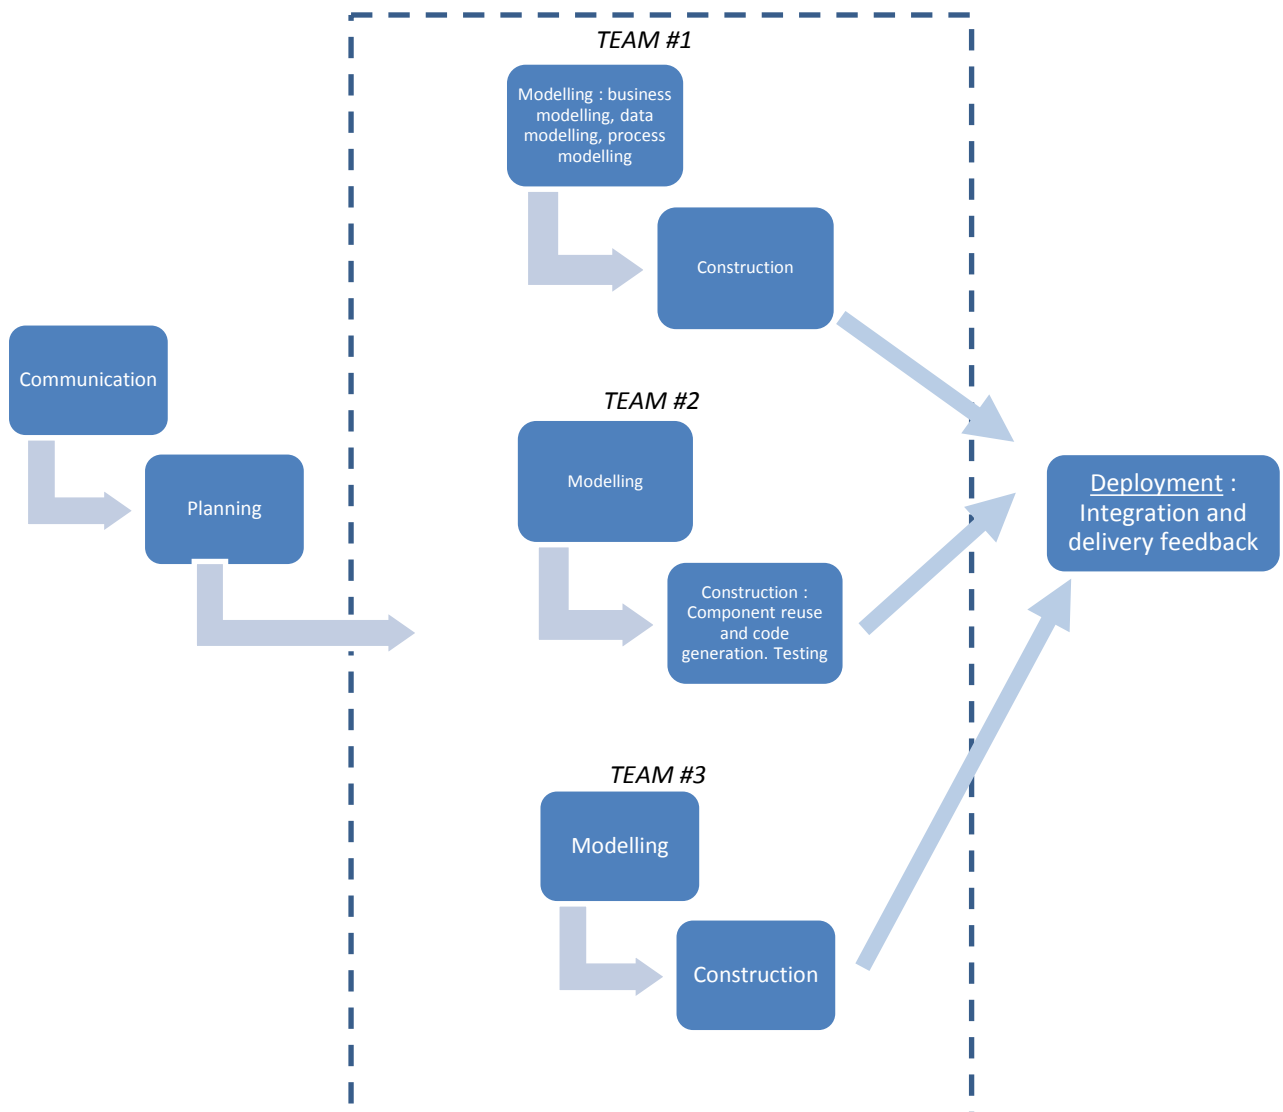 TEAM #1
Modelling : business
modelling, data
modelling, process
modelling
Construction
Communication
Planning
TEAM #2
Modelling
Construction :
Component reuse
and code
generation. Testing
Deployment :
Integration and
delivery feedback
TEAM #3
Modelling
Construction